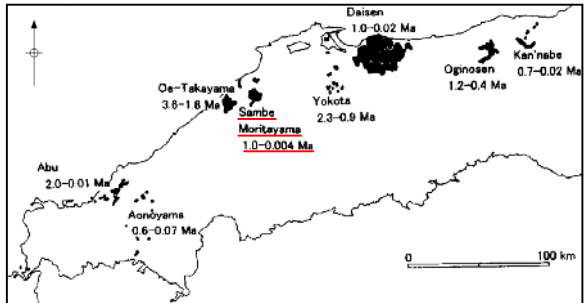 Daisen
1.0-0.02 Ma
Kan'nabe
0.7-0.02 Ma
Oginosen
1.2-0.4 Ma
Yokota
2.3-0.9 Ma
Oe-Takayama
3.6-1.8 Ma
Sambe
Moritayama
1.0-0.004 Ma
Abu
2.0-0.01 Ma
Aonoyama
0.6-0.07 Ma
0 100 km